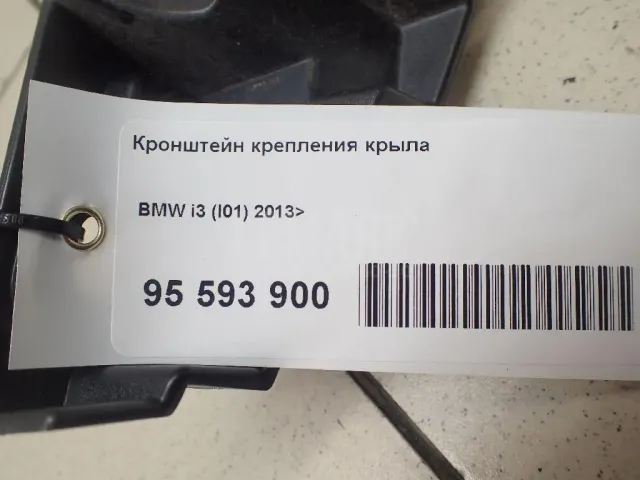 Кронштейн крепления крыла
BMW i3 (I01) 2013>
95 593 900